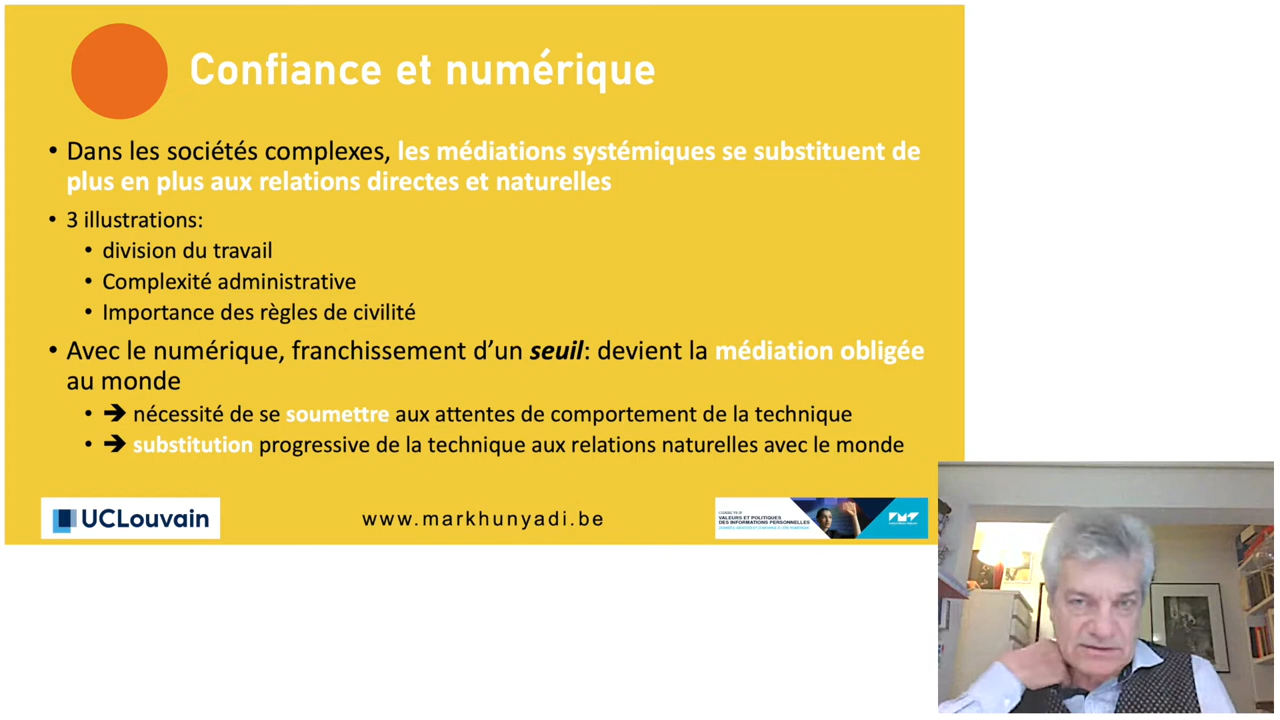 Confiance et numérique
• Dans les sociétés complexes, les médiations systémiques se substituent de
plus en plus aux relations directes et naturelles
• 3 illustrations:
• division du travail
• Complexité administrative
• Importance des règles de civilité
• Avec le numérique, franchissement d’un seuil: devient la médiation obligée
au monde
• ➔ nécessité de se soumettre aux attentes de comportement de la technique
• ➔ substitution progressive de la technique aux relations naturelles avec le monde
UCLouvain
www.markhunyadi.be
VALEURS ET POLITIQUES
DES INFORMATIONS PERSONNELLES